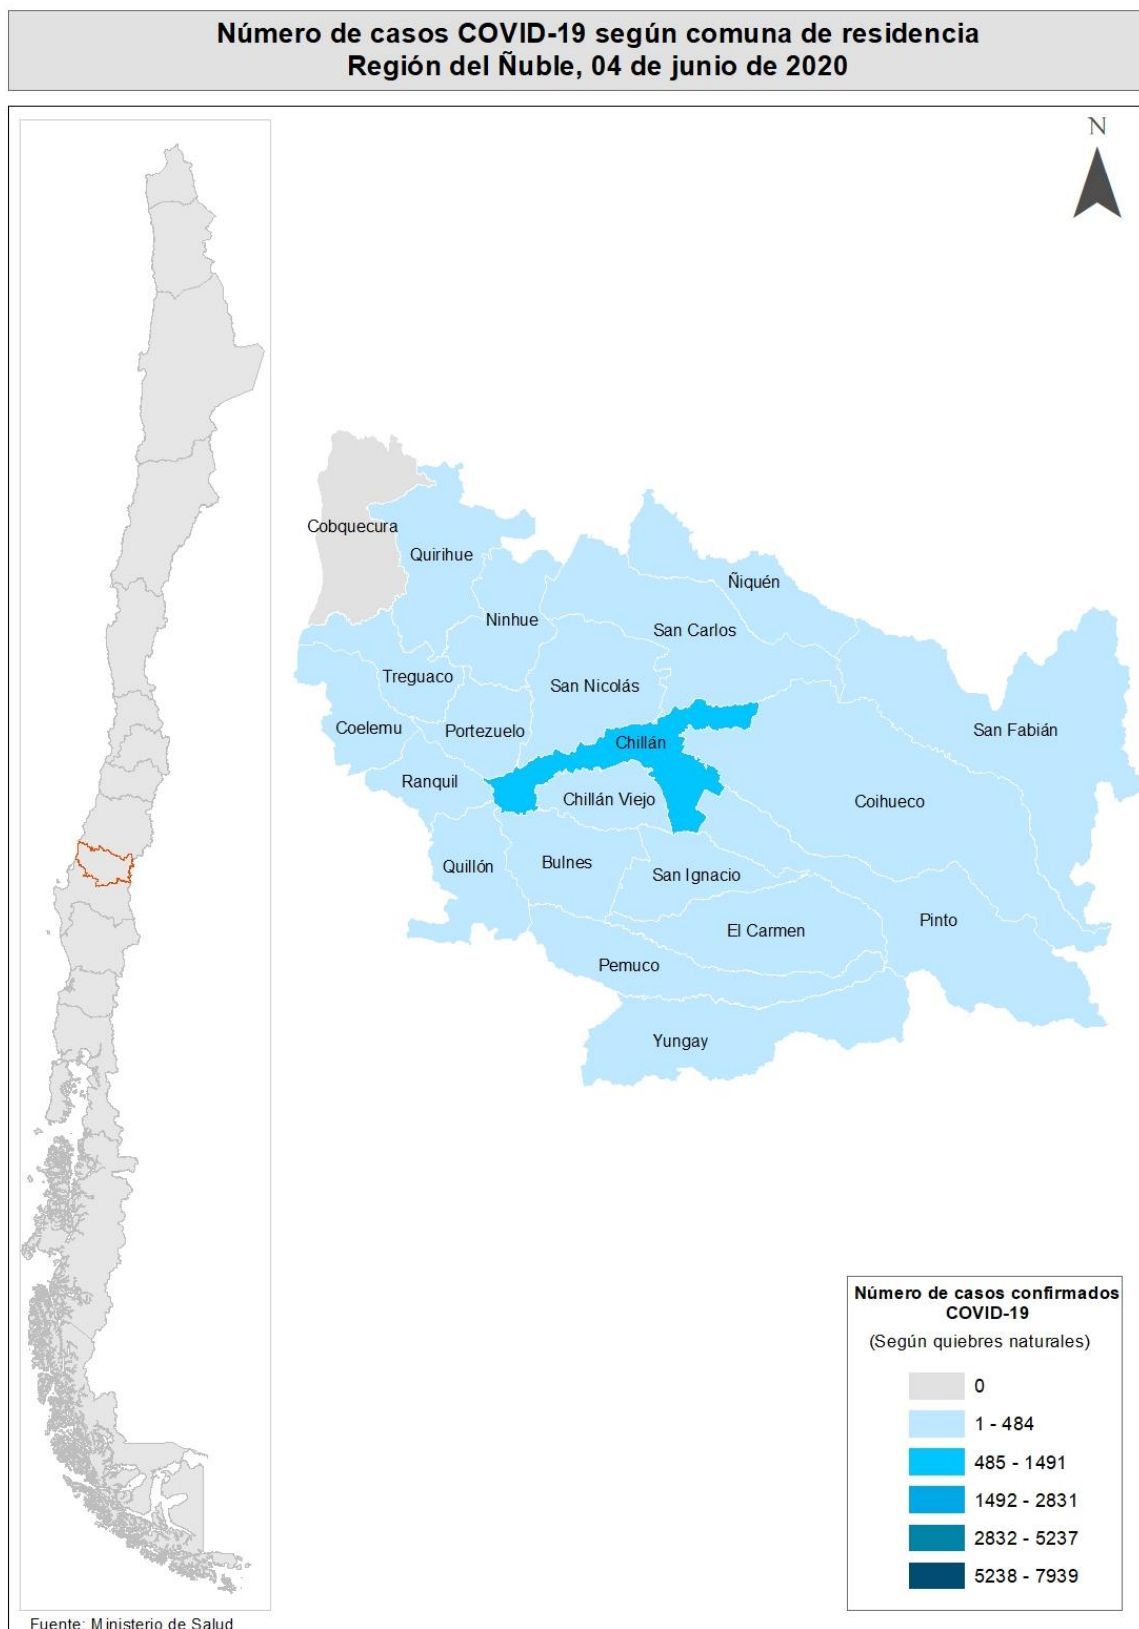 Número de casos COVID-19 según comuna de residencia
Región del Ñuble, 04 de junio de 2020
N
Cobquecura
Quirihue
Ñiquén
Ninhue
San Carlos
Treguaco
San Nicolás
Coelemu
Portezuelo
Chillán
San Fabián
Ranquil
Chillán Viejo
Coihueco
Quillón
Bulnes
San Ignacio
El Carmen
Pinto
Pemuco
Yungay
Número de casos confirmados
COVID-19
(Según quiebres naturales)
0
1 - 484
485 - 1491
1492 - 2831
2832 - 5237
5238 - 7939
Fuente: Ministerio de Salud